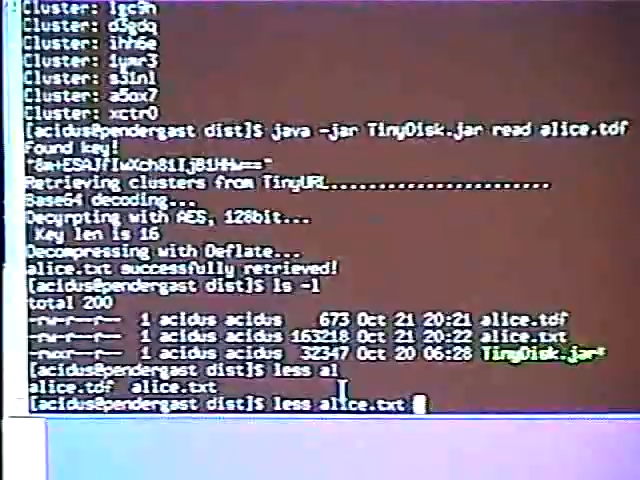 Cluster: lgc9h
Cluster: d3gdq
Cluster: ihh6e
Cluster: 1ymr3
Cluster: s3inl
Cluster: a5ox7
Cluster: xctr0
[acidus@pendergast dist]$ java -jar TinyDisk.jar read alice.tdf
Found key!
Retrieving clusters from TinyURL.......................
Base64 decoding...
Decyrpting with AES, 128bit...
Key len is 16
Decompressing with Deflate...
alice.txt successfully retrieved!
[acidus@pendergast dist]$ ls -l
total 200
-rw-r--r-- 1 acidus acidus 673 Oct 21 20:21 alice.tdf
-rw-r--r-- 1 acidus acidus 163218 Oct 21 20:22 alice.txt
-rwxr--r-- 1 acidus acidus 32347 Oct 20 06:28 TinyDisk.jar*
[acidus@pendergast dist]$ less al
alice.tdf alice.txt
[acidus@pendergast dist]$ less alice.txt